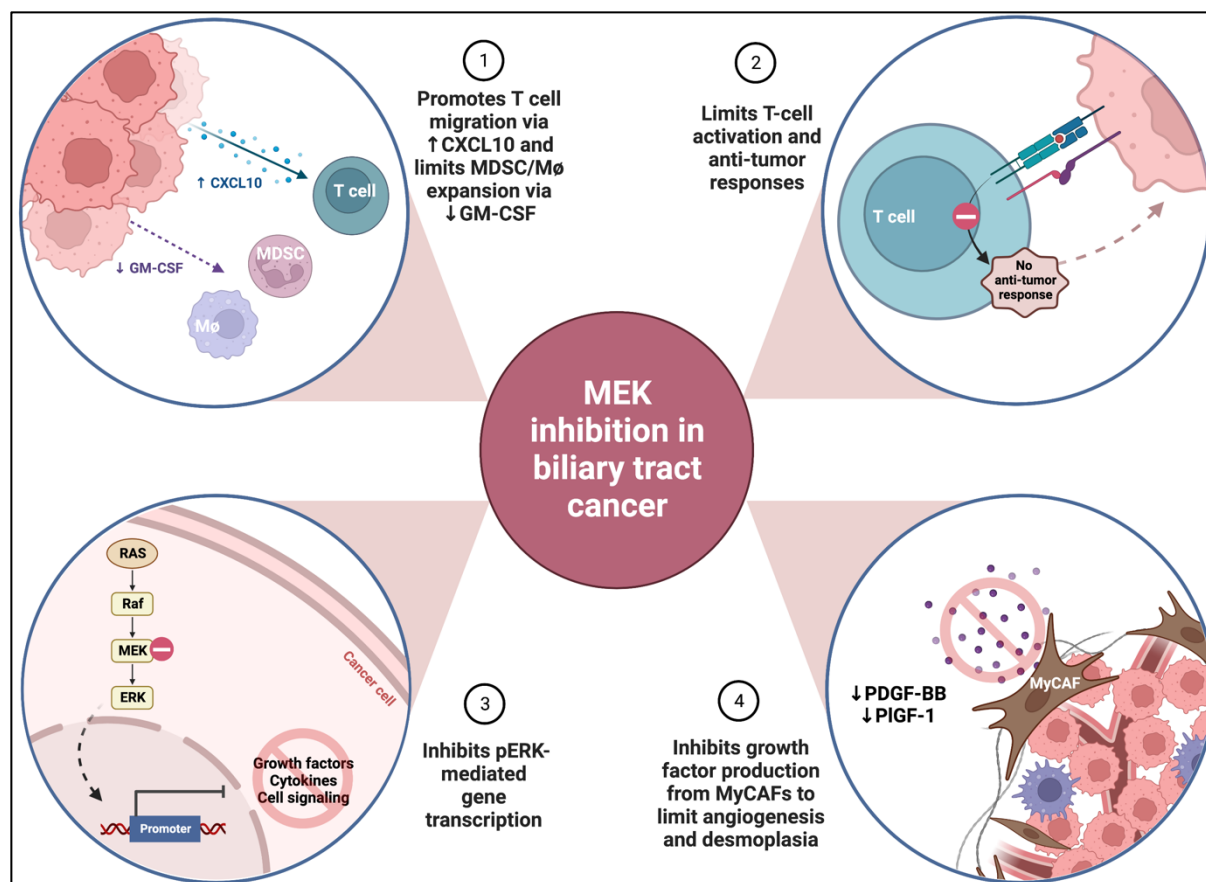 1
Promotes T cell
migration via
↑CXCL10 and
limits MDSC/Mø
expansion via
↓GM-CSF
↑ CXCL10
T cell
↓ GM-CSF
MDSC
Mø
2
Limits T-cell
activation and
anti-tumor
responses
T cell
No
anti-tumor
response
MEK
inhibition in
biliary tract
cancer
RAS
Raf
MEK
ERK
Cancer cell
Growth factors
Cytokines
Cell signaling
Promoter
3
Inhibits pERK-
mediated
gene
transcription
4
Inhibits growth
factor production
from MyCAFs to
limit angiogenesis
and desmoplasia
↓PDGF-BB
↓PlGF-1
MyCAF